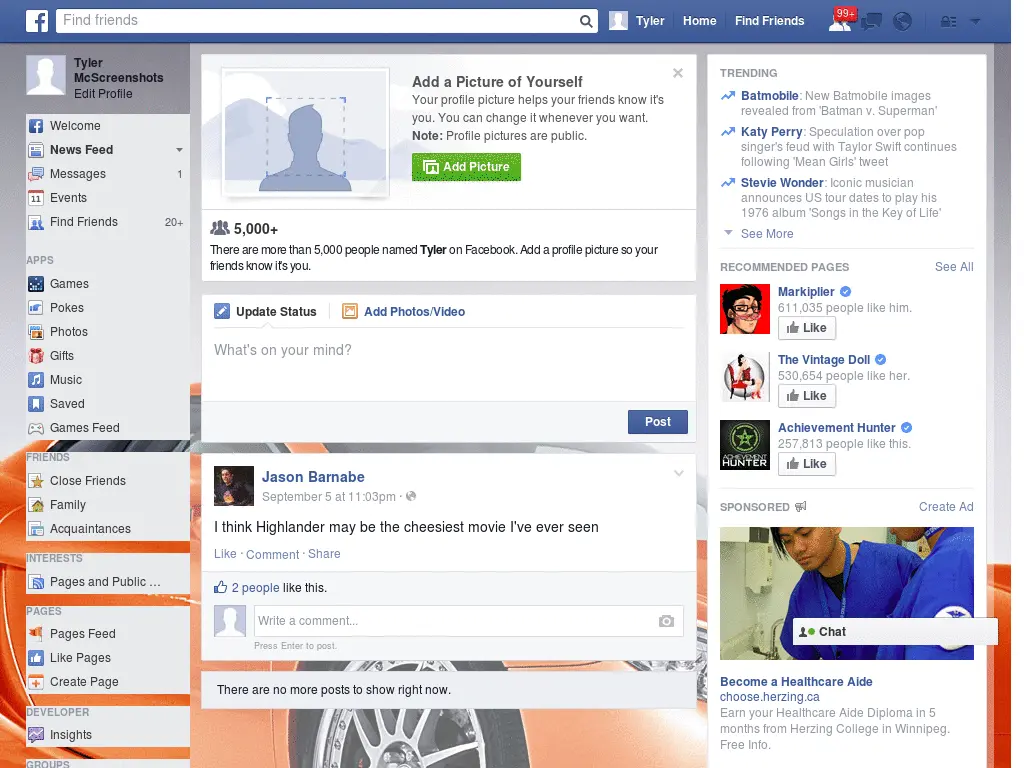 Find friends
Tyler
Home
Find Friends
99+
Tyler
McScreenshots
Edit Profile
Welcome
News Feed
Messages 1
11 Events
Find Friends 20+
APPS
Games
Pokes
Photos
Gifts
Music
Saved
Games Feed
FRIENDS
Close Friends
Family
Acquaintances
INTERESTS
Pages and Public ...
PAGES
Pages Feed
Like Pages
Create Page
DEVELOPER
Insights
GROUPS
Add a Picture of Yourself
Your profile picture helps your friends know it's
you. You can change it whenever you want.
Note: Profile pictures are public.
Add Picture
5,000+
There are more than 5,000 people named Tyler on Facebook. Add a profile picture so your
friends know it's you.
Update Status
Add Photos/Video
What's on your mind?
Post
Jason Barnabe
September 5 at 11:03pm ·
I think Highlander may be the cheesiest movie I've ever seen
Like · Comment · Share
2 people like this.
Write a comment...
Press Enter to post.
There are no more posts to show right now.
TRENDING
Batmobile: New Batmobile images
revealed from 'Batman v. Superman'
Katy Perry: Speculation over pop
singer's feud with Taylor Swift continues
following 'Mean Girls' tweet
Stevie Wonder: Iconic musician
announces US tour dates to play his
1976 album 'Songs in the Key of Life'
See More
RECOMMENDED PAGES See All
Markiplier
611,035 people like him.
Like
The Vintage Doll
530,654 people like her.
Like
ACHIEVEMENT
HUNTER
Achievement Hunter
257,813 people like this.
Like
SPONSORED Create Ad
Chat
Become a Healthcare Aide
choose.herzing.ca
Earn your Healthcare Aide Diploma in 5
months from Herzing College in Winnipeg.
Free Info.